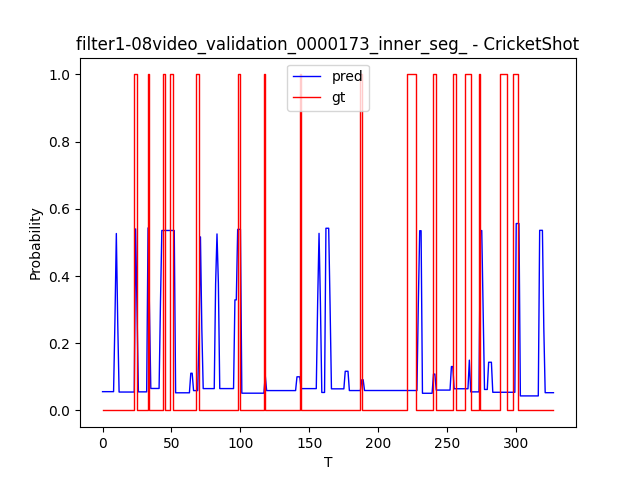 filter1-08video_validation_0000173_inner_seg_ - CricketShot
pred
gt
1.0
0.8
0.6
0.4
0.2
0.0
Probability
0 50 100 150 200 250 300
T